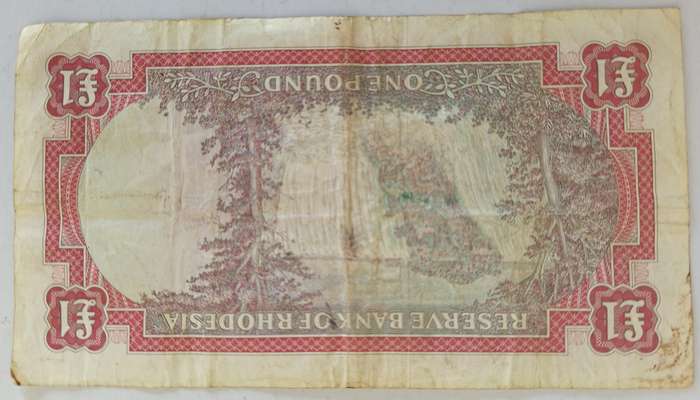 £1 RESERVE BANK OF RHODESIA £1
£1 ONE POUND £1